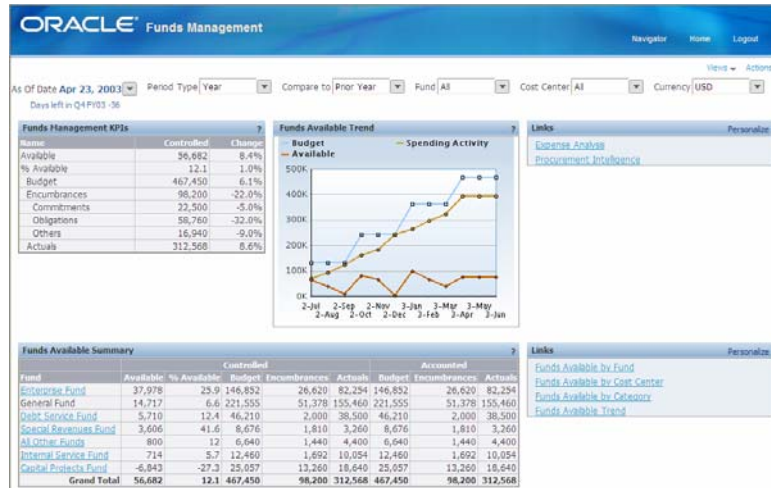 ORACLE Funds Management
Navigator Home Logout
Views Actions
As Of Date Apr 23, 2003 Period Type Year Compare to Prior Year Fund All Cost Center All Currency USD
Days left in Q4 FY03 -36
Funds Management KPIs ?
Name Controlled Change
Available 56,682 8.4%
% Available 12.1 1.0%
Budget 467,450 6.1%
Encumbrances 98,200 -22.0%
Commitments 22,500 -5.0%
Obligations 58,760 -32.0%
Others 16,940 -9.0%
Actuals 312,568 8.6%
Funds Available Trend ?
Budget Spending Activity
Available
500K
400K
300K
200K
100K
0K
2-Jul 2-Sep 2-Nov 3-Jan 3-Mar 3-May
2-Aug 2-Oct 2-Dec 3-Feb 3-Apr 3-Jun
Links Personalize
Expense Analysis
Procurement Intelligence
Funds Available Summary ?
Controlled Accounted
Fund Available % Available Budget Encumbrances Actuals Budget Encumbrances Actuals
Enterprise Fund 37,978 25.9 146,852 26,620 82,254 146,852 26,620 82,254
General Fund 14,717 6.6 221,555 51,378 155,460 221,555 51,378 155,460
Debt Service Fund 5,710 12.4 46,210 2,000 38,500 46,210 2,000 38,500
Special Revenues Fund 3,606 41.6 8,676 1,810 3,260 8,676 1,810 3,260
All Other Funds 800 12 6,640 1,440 4,400 6,640 1,440 4,400
Internal Service Fund 714 5.7 12,460 1,692 10,054 12,460 1,692 10,054
Capital Projects Fund -6,843 -27.3 25,057 13,260 18,640 25,057 13,260 18,640
Grand Total 56,682 12.1 467,450 98,200 312,568 467,450 98,200 312,568
Links Personalize
Funds Available by Fund
Funds Available by Cost Center
Funds Available by Category
Funds Available Trend